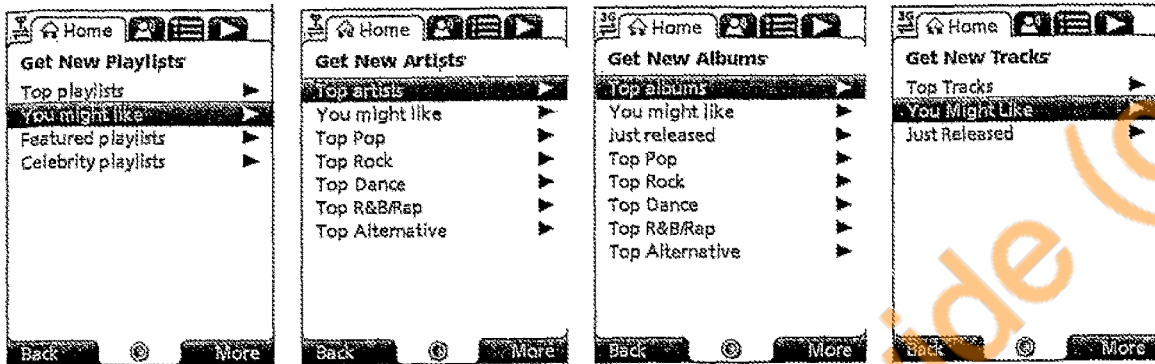 Home
Get New Playlists
Top playlists
You might like
Featured playlists
Celebrity playlists
Back More
Home
Get New Artists
Top artists
You might like
Top Pop
Top Rock
Top Dance
Top R&B/Rap
Top Alternative
Back More
3G Home
Get New Albums
Top albums
You might like
Just released
Top Pop
Top Rock
Top Dance
Top R&B/Rap
Top Alternative
Back More
3G Home
Get New Tracks
Top Tracks
You Might Like
Just Released
Back More
ide